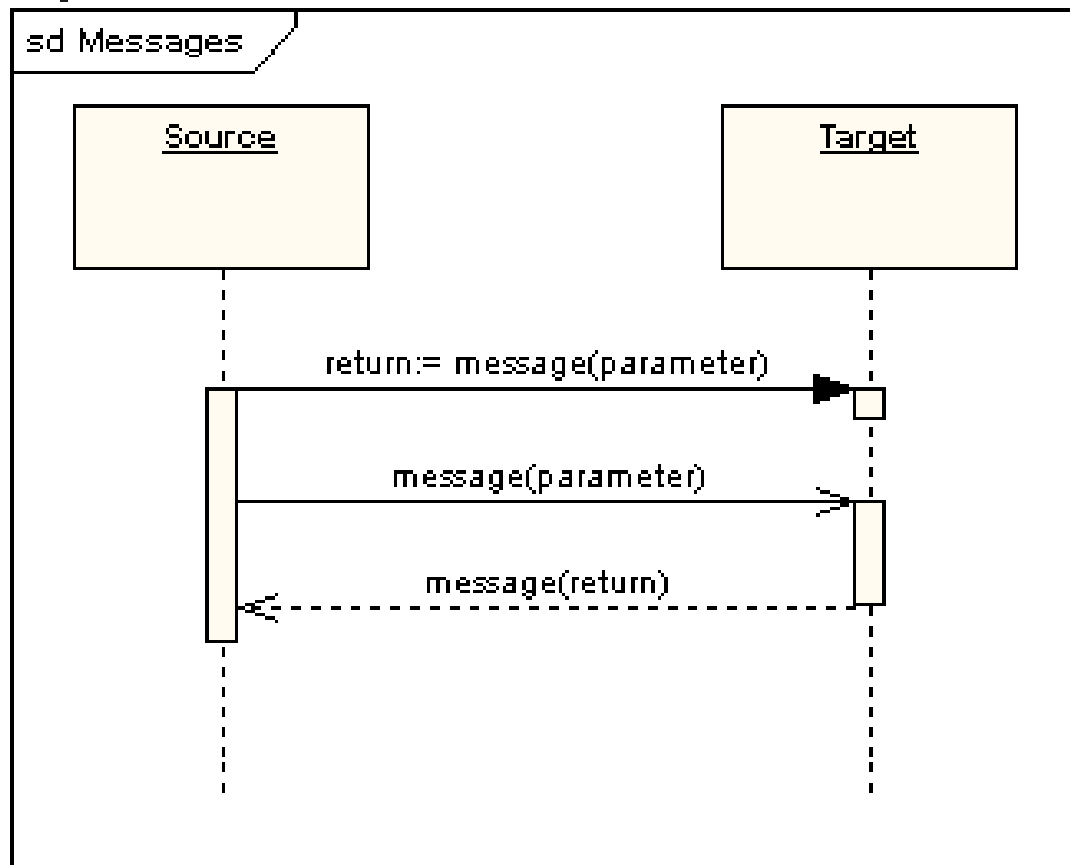 sd Messages
Source
Target
return:= message(parameter)
message(parameter)
message(return)